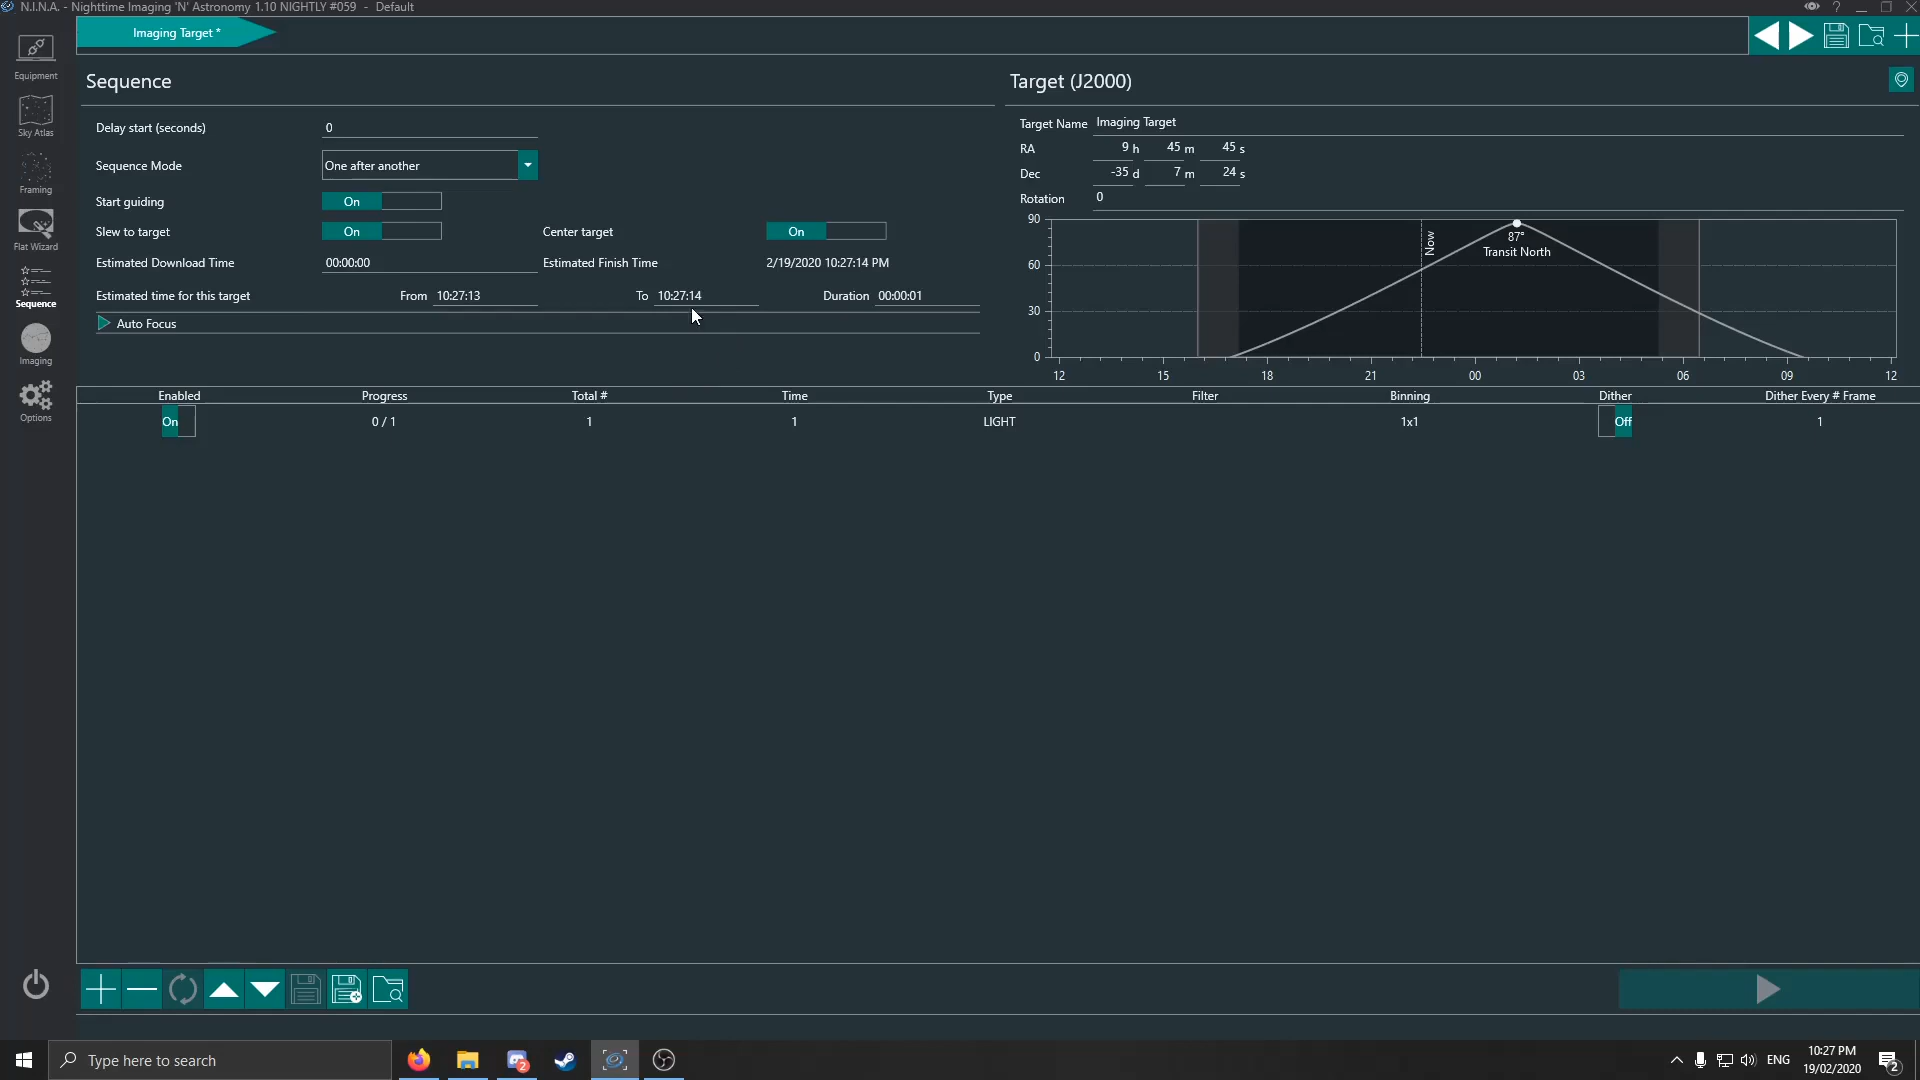 N.I.N.A. - Nighttime Imaging 'N' Astronomy 1.10 NIGHTLY #059 - Default
Imaging Target *
Equipment
Sky Atlas
Framing
Flat Wizard
Sequence
Imaging
Options
Sequence
Delay start (seconds) 0
Sequence Mode One after another
Start guiding On
Slew to target On Center target On
Estimated Download Time 00:00:00 Estimated Finish Time 2/19/2020 10:27:14 PM
Estimated time for this target From 10:27:13 To 10:27:14 Duration 00:00:01
Auto Focus
Target (J2000)
Target Name Imaging Target
RA 9 h 45 m 45 s
Dec -35 d 7 m 24 s
Rotation 0
90
60
30
0
Now
87°
Transit North
12 15 18 21 00 03 06 09 12
Enabled Progress Total # Time Type Filter Binning Dither Dither Every # Frame
On 0 / 1 1 1 LIGHT 1x1 Off 1
Type here to search
2
ENG
10:27 PM
19/02/2020
2